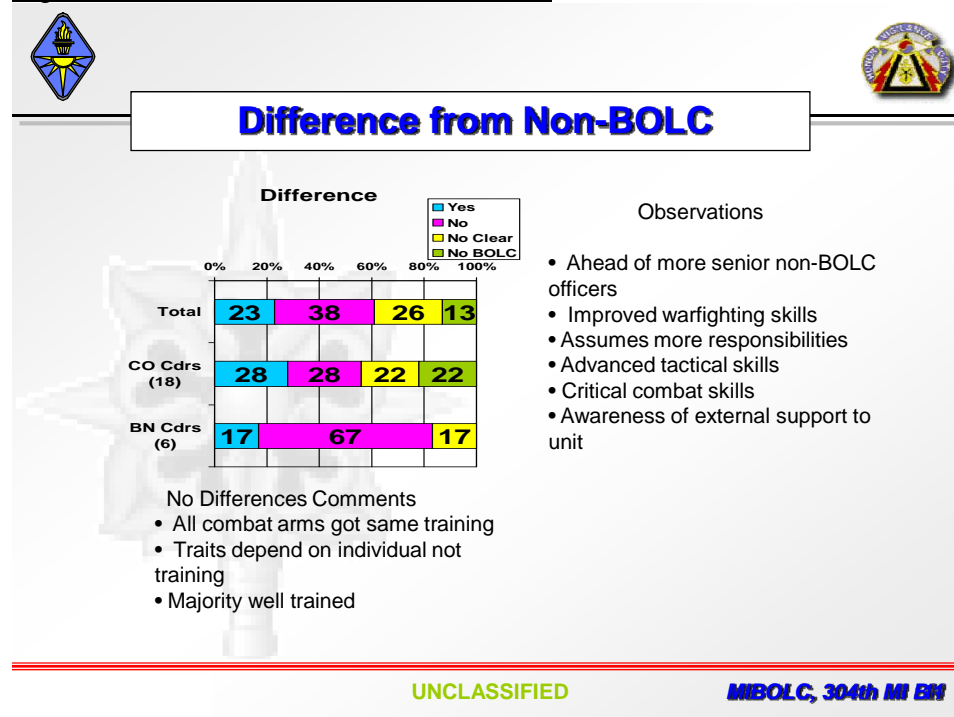 Difference from Non-BOLC
Difference
Yes
No
No Clear
No BOLC
0% 20% 40% 60% 80% 100%
Total 23 38 26 13
CO Cdrs
(18)
28 28 22 22
BN Cdrs
(6)
17 67 17
No Differences Comments
• All combat arms got same training
• Traits depend on individual not
training
• Majority well trained
Observations
• Ahead of more senior non-BOLC
officers
• Improved warfighting skills
• Assumes more responsibilities
• Advanced tactical skills
• Critical combat skills
• Awareness of external support to
unit
UNCLASSIFIED
MIBOLC, 304th MI BN